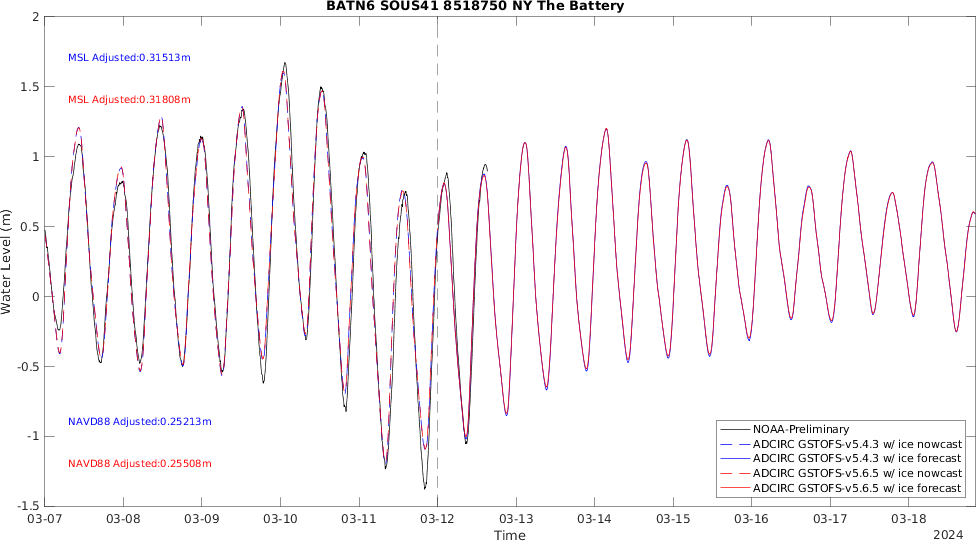 BATN6 SOUS41 8518750 NY The Battery
2
1.5
1
0.5
0
-0.5
-1
-1.5
Water Level (m)
MSL Adjusted:0.31513m
MSL Adjusted:0.31808m
NAVD88 Adjusted:0.25213m
NAVD88 Adjusted:0.25508m
NOAA-Preliminary
ADCIRC GSTOFS-v5.4.3 w/ ice nowcast
ADCIRC GSTOFS-v5.4.3 w/ ice forecast
ADCIRC GSTOFS-v5.6.5 w/ ice nowcast
ADCIRC GSTOFS-v5.6.5 w/ ice forecast
03-07 03-08 03-09 03-10 03-11 03-12 03-13 03-14 03-15 03-16 03-17 03-18
Time
2024